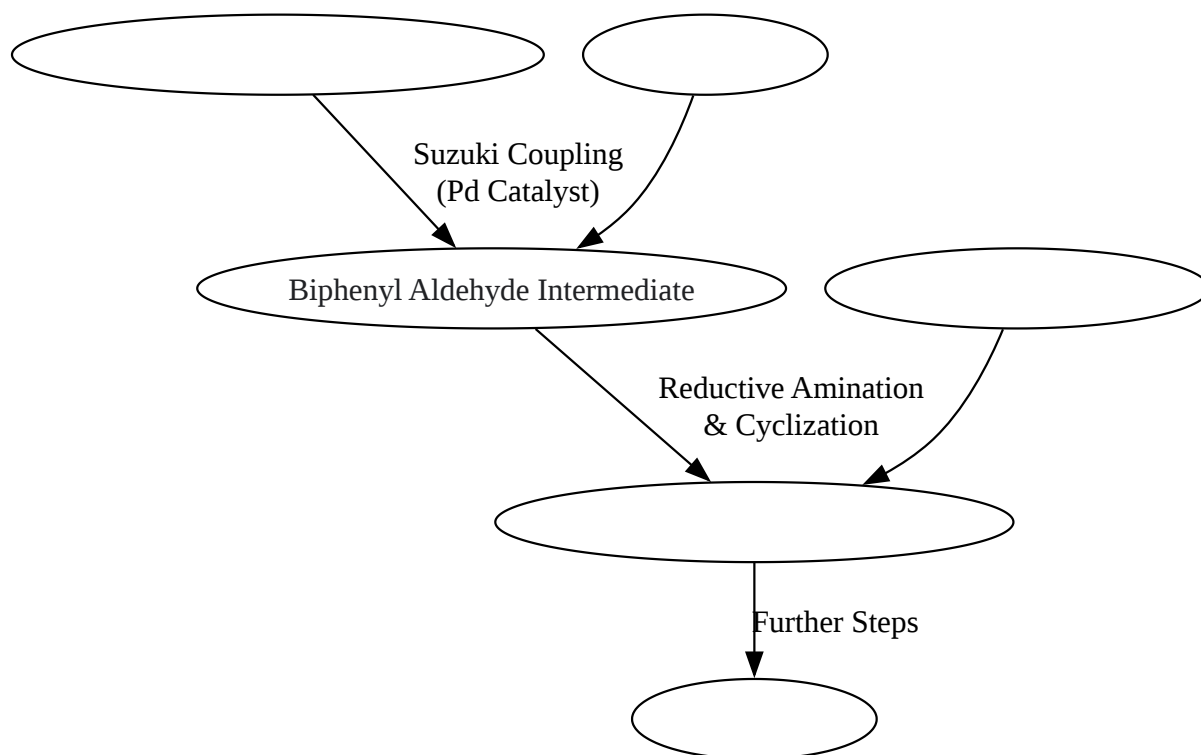 Suzuki Coupling
(Pd Catalyst)
Biphenyl Aldehyde Intermediate
Reductive Amination
& Cyclization
Further Steps